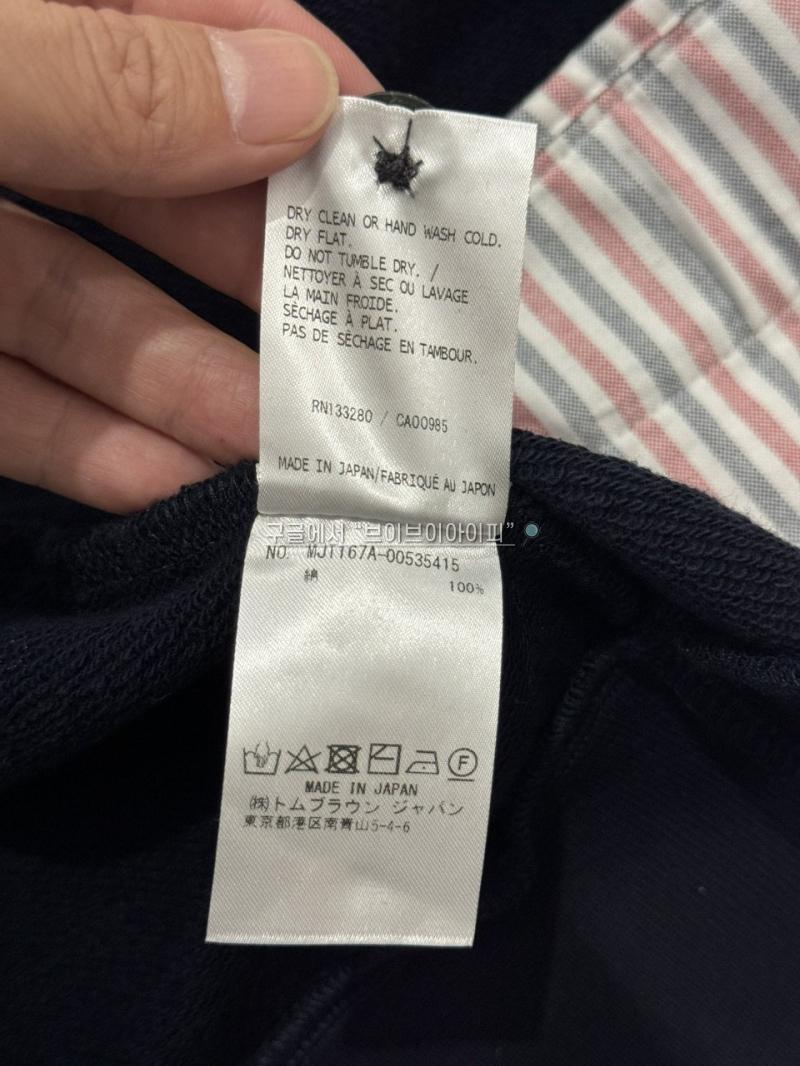 DRY CLEAN OR HAND WASH COLD.
DRY FLAT.
DO NOT TUMBLE DRY. /
NETTOYER À SEC OU LAVAGE
LA MAIN FROIDE.
SÈCHAGE À PLAT.
PAS DE SÈCHAGE EN TAMBOUR.
RN133280 / CA00985
MADE IN JAPAN/FABRIQUÉ AU JAPON
구글에서 “브이브이아이피”
NO. MJT167A-00535415
綿 100%
F
MADE IN JAPAN
㈱トムブラウン ジャパン
東京都港区南青山5-4-6